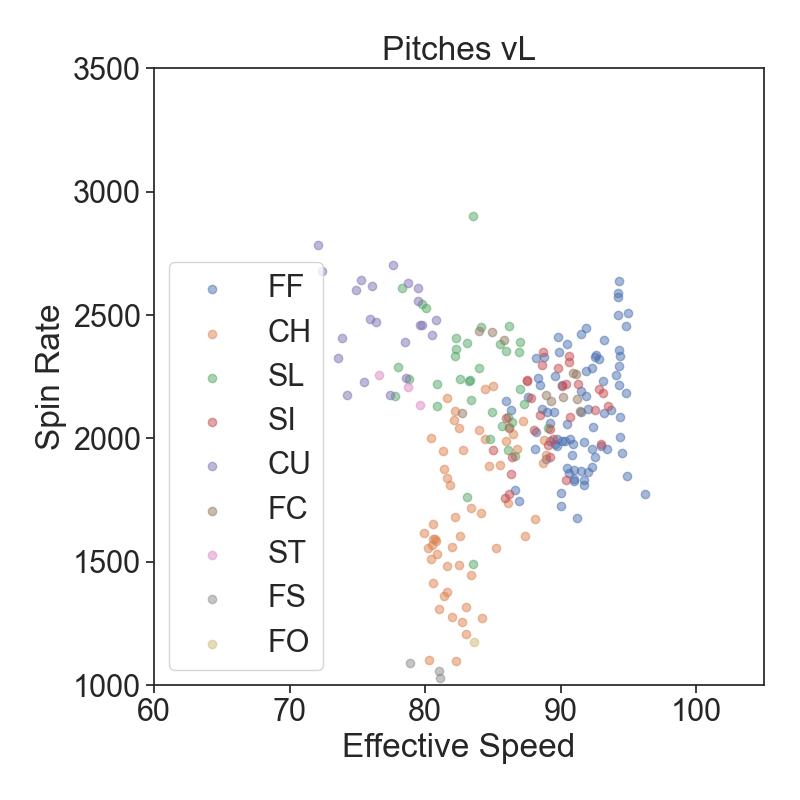 Pitches vL
3500
3000
2500
2000
1500
1000
Spin Rate
FF
CH
SL
SI
CU
FC
ST
FS
FO
60 70 80 90 100
Effective Speed